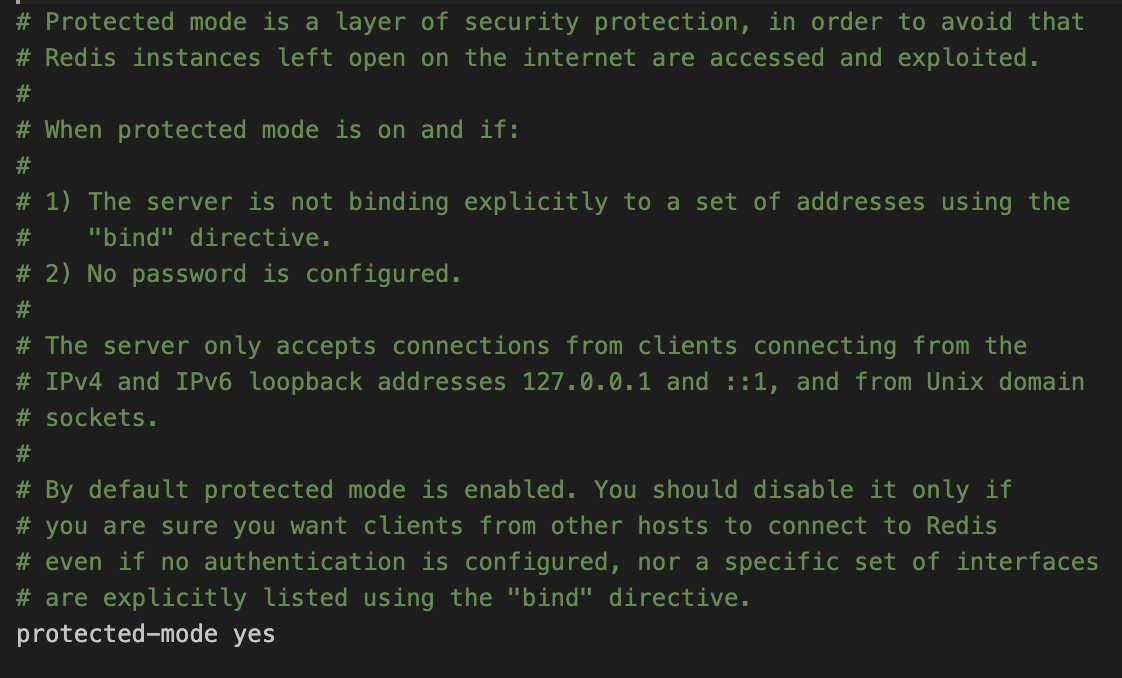 # Protected mode is a layer of security protection, in order to avoid that
# Redis instances left open on the internet are accessed and exploited.
#
# When protected mode is on and if:
#
# 1) The server is not binding explicitly to a set of addresses using the
#    "bind" directive.
# 2) No password is configured.
#
# The server only accepts connections from clients connecting from the
# IPv4 and IPv6 loopback addresses 127.0.0.1 and ::1, and from Unix domain
# sockets.
#
# By default protected mode is enabled. You should disable it only if
# you are sure you want clients from other hosts to connect to Redis
# even if no authentication is configured, nor a specific set of interfaces
# are explicitly listed using the "bind" directive.
protected-mode yes